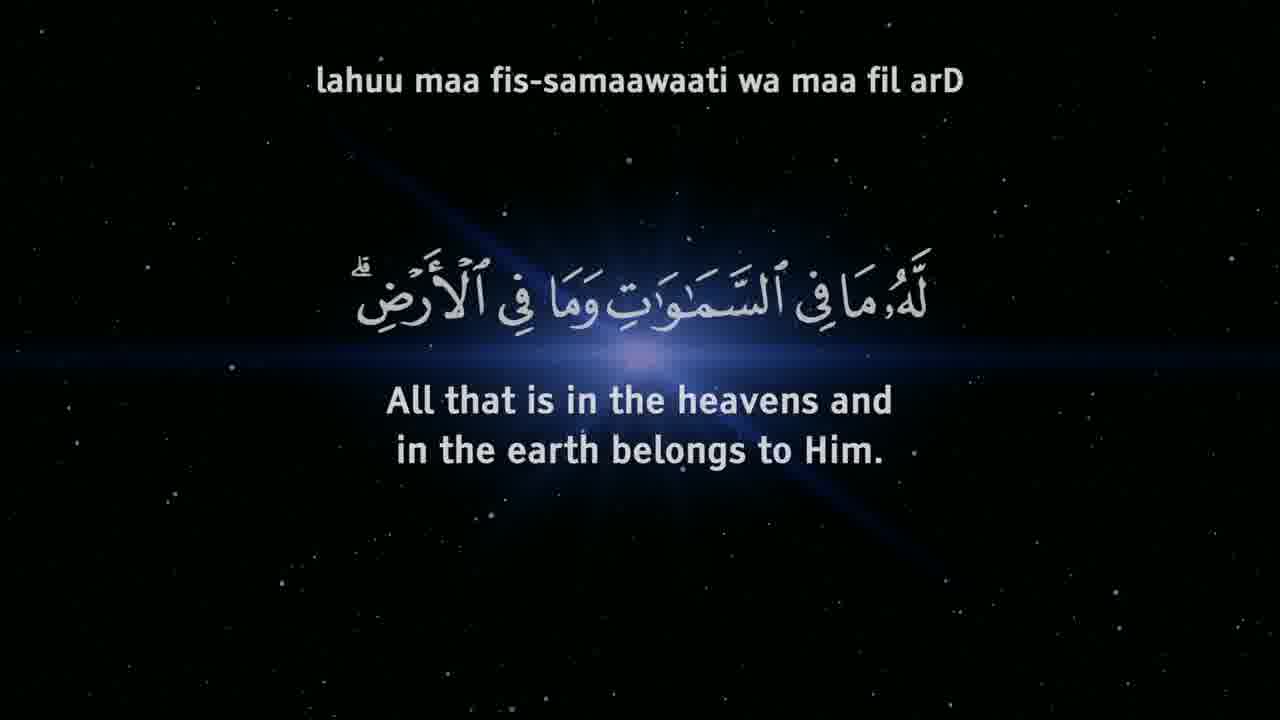 lahuu maa fis-samaawaati wa maa fil arD
لَّهُۥ مَا فِي ٱلسَّمَٰوَٰتِ وَمَا فِي ٱلۡأَرۡضِۗ
All that is in the heavens and
in the earth belongs to Him.